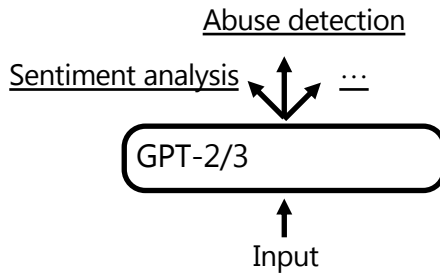 Abuse detection
Sentiment analysis
...
GPT-2/3
Input